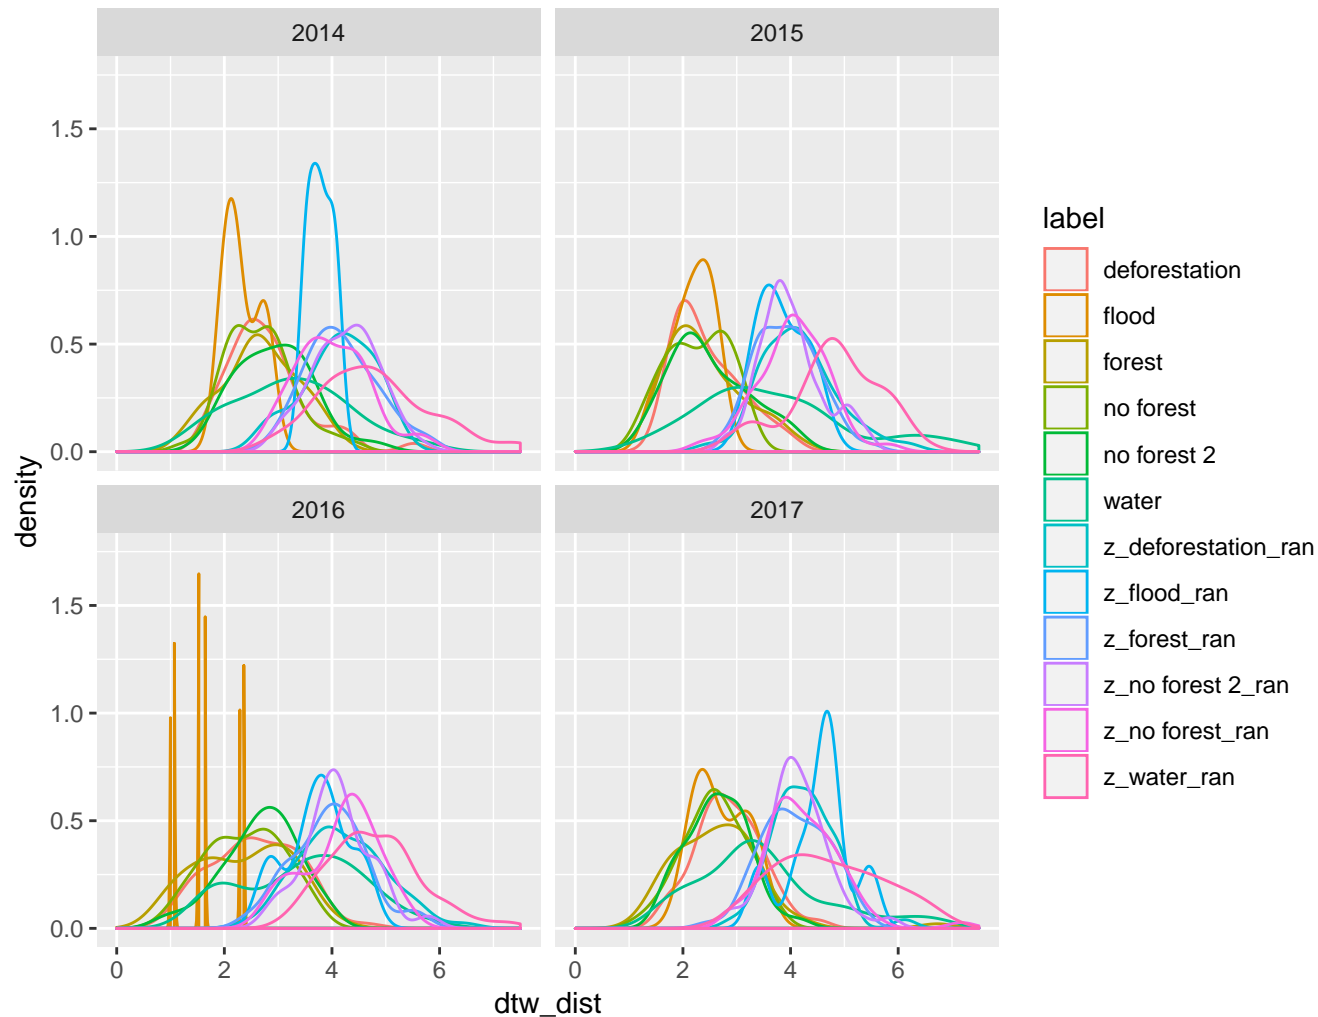 2014
2015
1.5
1.0
0.5
0.0
2016
2017
1.5
1.0
0.5
0.0
0
2
4
6
0
2
4
6
dtw_dist
density
label
deforestation
flood
forest
no forest
no forest 2
water
z_deforestation_ran
z_flood_ran
z_forest_ran
z_no forest 2_ran
z_no forest_ran
z_water_ran